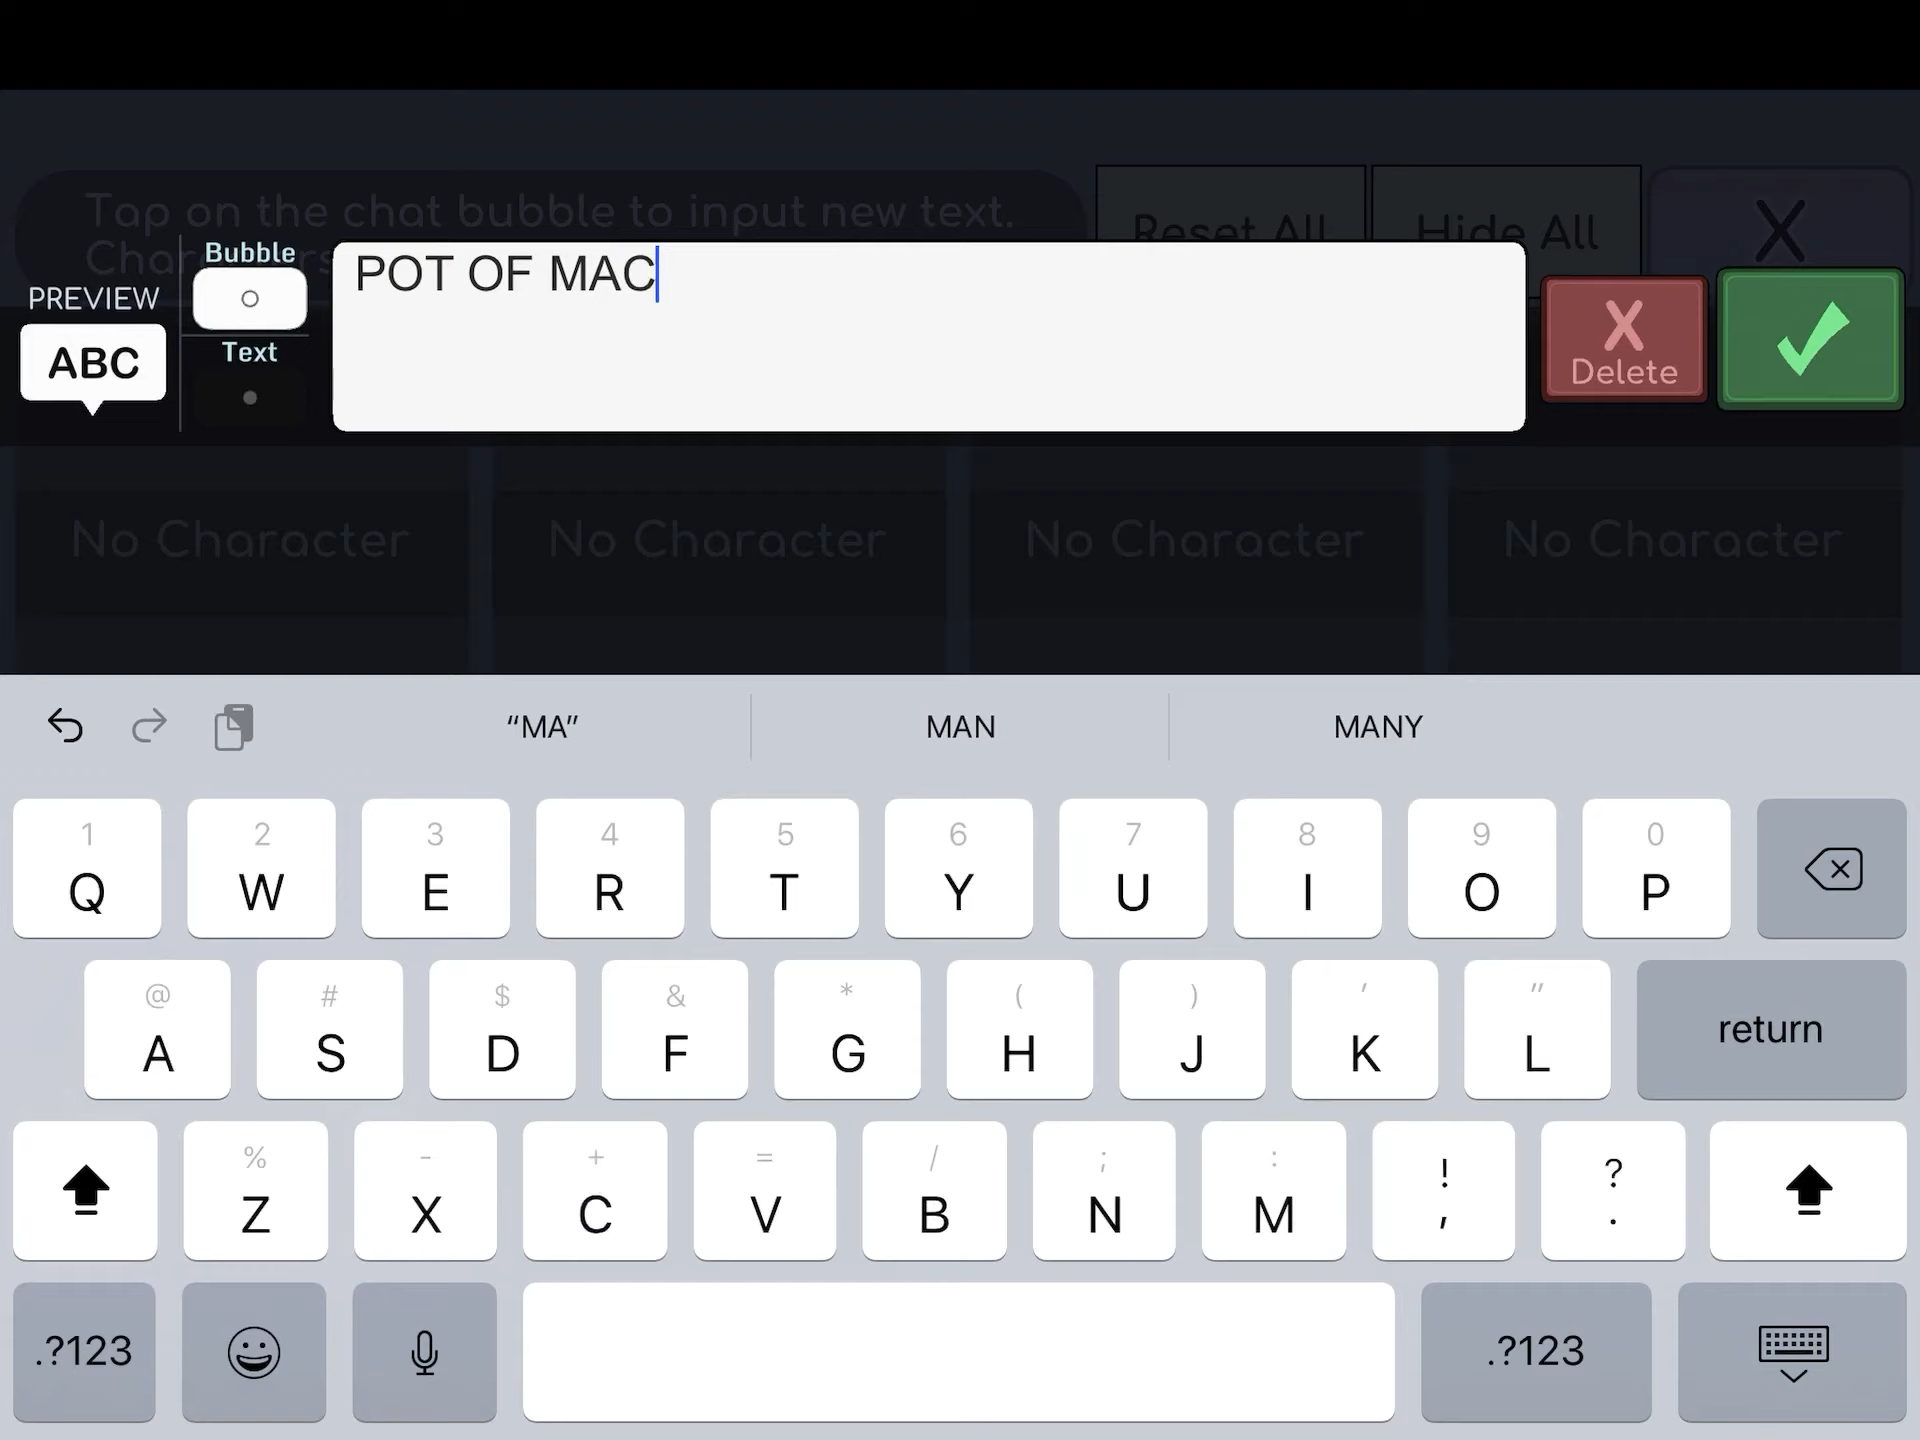 Tap on the chat bubble to input new text.
Reset All
Hide All
X
Bubble
PREVIEW
ABC
Text
POT OF MAC
X
Delete
No Character
No Character
No Character
No Character
“MA”
MAN
MANY
1 2 3 4 5 6 7 8 9 0
Q W E R T Y U I O P
@ # $ & * ( ) ' "
A S D F G H J K L
return
% - + = / ; : ! ?
Z X C V B N M , .
.?123
.?123